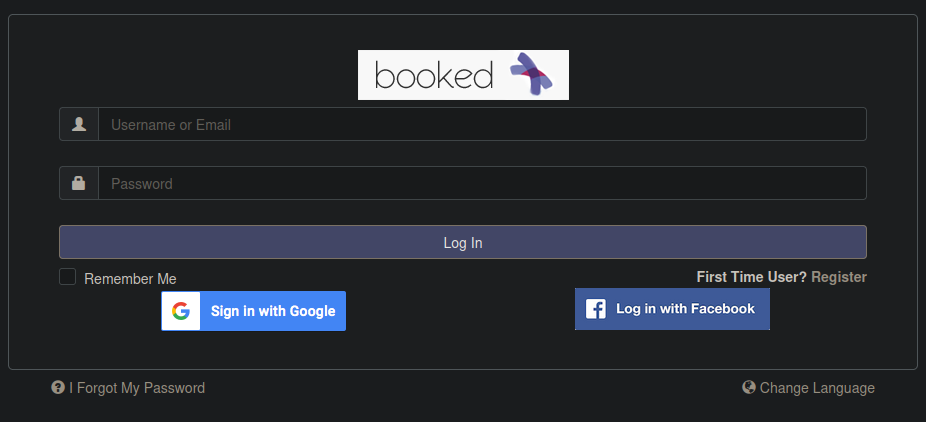 booked
Username or Email
Password
Log In
Remember Me
First Time User? Register
Sign in with Google
Log in with Facebook
I Forgot My Password
Change Language